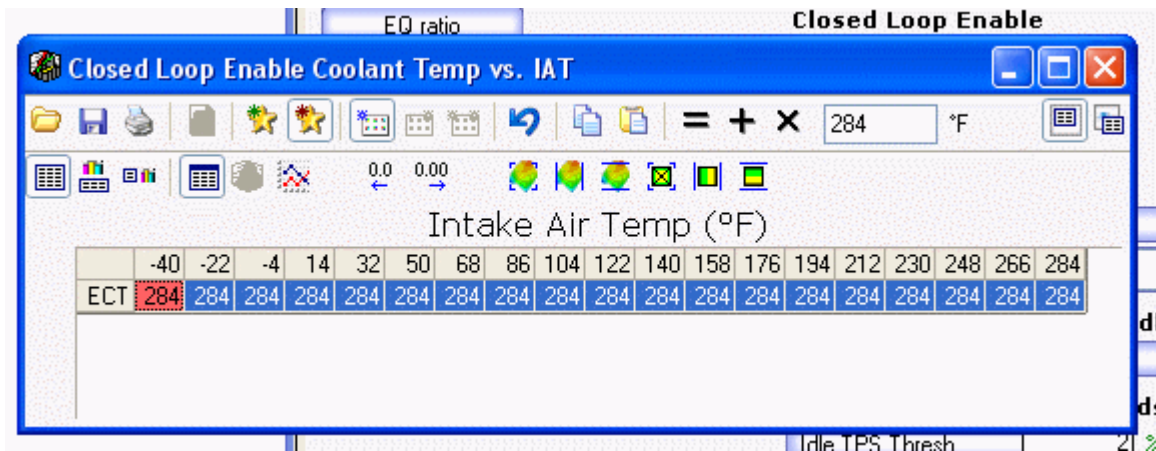 EQ ratio
Closed Loop Enable
Closed Loop Enable Coolant Temp vs. IAT
284 °F
0.0 0.00
Intake Air Temp (ºF)
-40 -22 -4 14 32 50 68 86 104 122 140 158 176 194 212 230 248 266 284
ECT 284 284 284 284 284 284 284 284 284 284 284 284 284 284 284 284 284 284 284
Idle TPS Thresh 2 %